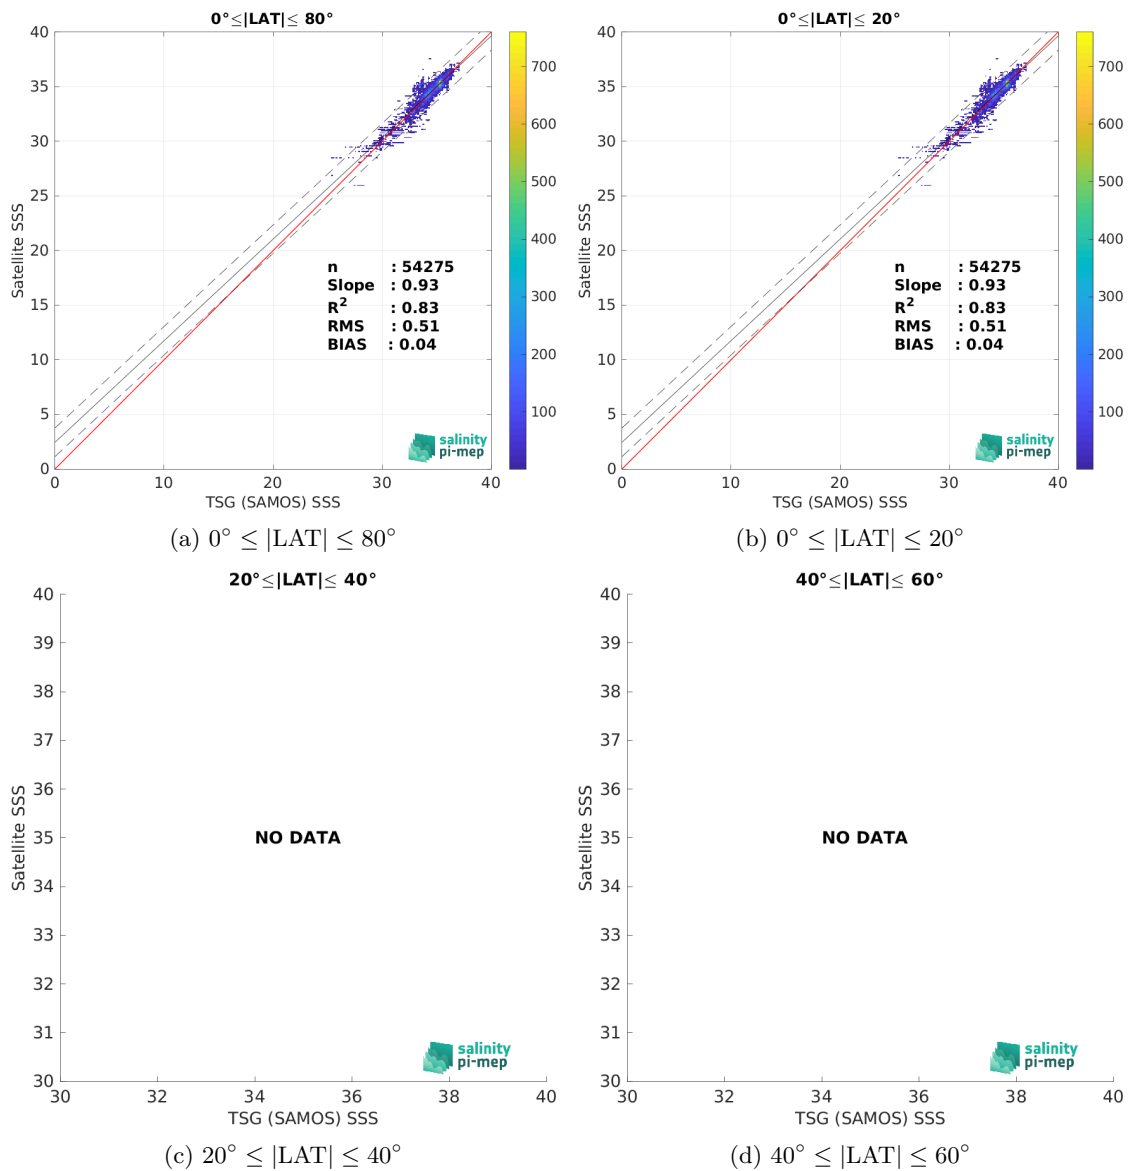 0°≤|LAT|≤ 80°
40
35
30
25
20
15
10
5
0
Satellite SSS
n : 54275
Slope : 0.93
R² : 0.83
RMS : 0.51
BIAS : 0.04
salinity
pi-mep
0 10 20 30 40
TSG (SAMOS) SSS
700
600
500
400
300
200
100
(a) 0° ≤ |LAT| ≤ 80°
0°≤|LAT|≤ 20°
40
35
30
25
20
15
10
5
0
Satellite SSS
n : 54275
Slope : 0.93
R² : 0.83
RMS : 0.51
BIAS : 0.04
salinity
pi-mep
0 10 20 30 40
TSG (SAMOS) SSS
700
600
500
400
300
200
100
(b) 0° ≤ |LAT| ≤ 20°
20°≤|LAT|≤ 40°
40
39
38
37
36
35
34
33
32
31
30
Satellite SSS
NO DATA
salinity
pi-mep
30 32 34 36 38 40
TSG (SAMOS) SSS
(c) 20° ≤ |LAT| ≤ 40°
40°≤|LAT|≤ 60°
40
39
38
37
36
35
34
33
32
31
30
Satellite SSS
NO DATA
salinity
pi-mep
30 32 34 36 38 40
TSG (SAMOS) SSS
(d) 40° ≤ |LAT| ≤ 60°